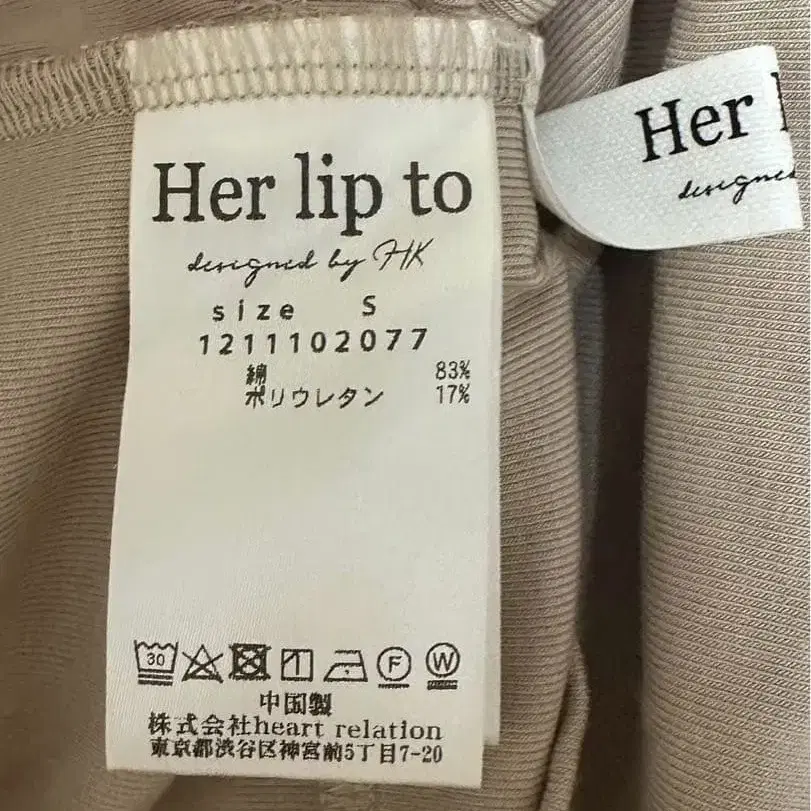 Her lip to
designed by HK
size S
1211102077
綿 83%
ポリウレタン 17%
30
F
W
中国製
株式会社heart relation
東京都渋谷区神宮前5丁目7-20
Her
designe